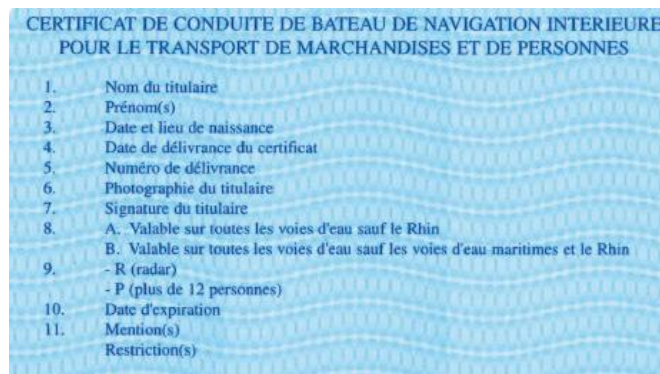 CERTIFICAT DE CONDUITE DE BATEAU DE NAVIGATION INTERIEURE
POUR LE TRANSPORT DE MARCHANDISES ET DE PERSONNES
1. Nom du titulaire
2. Prénom(s)
3. Date et lieu de naissance
4. Date de délivrance du certificat
5. Numéro de délivrance
6. Photographie du titulaire
7. Signature du titulaire
8. A. Valable sur toutes les voies d'eau sauf le Rhin
B. Valable sur toutes les voies d'eau sauf les voies d'eau maritimes et le Rhin
9. - R (radar)
- P (plus de 12 personnes)
10. Date d'expiration
11. Mention(s)
Restriction(s)